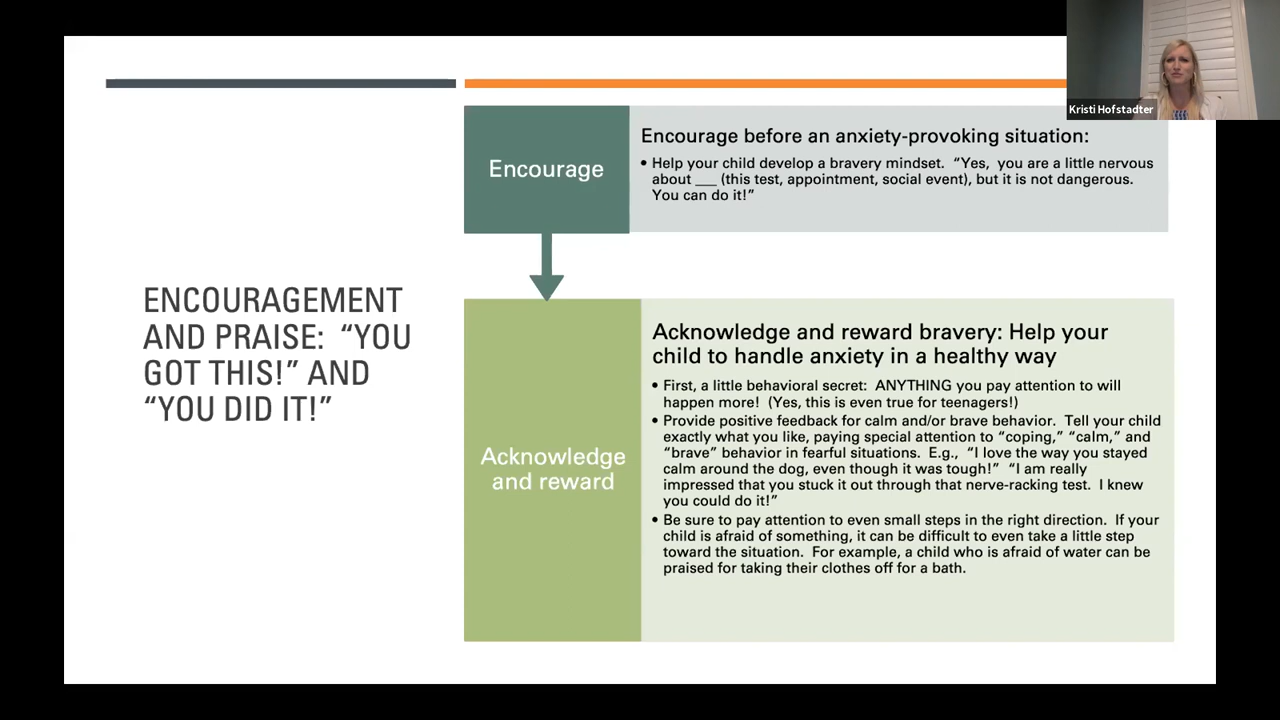 Kristi Hofstadter
ENCOURAGEMENT
AND PRAISE: “YOU
GOT THIS!” AND
“YOU DID IT!”
Encourage
Encourage before an anxiety-provoking situation:
• Help your child develop a bravery mindset. “Yes, you are a little nervous
about ___ (this test, appointment, social event), but it is not dangerous.
You can do it!”
Acknowledge
and reward
Acknowledge and reward bravery: Help your
child to handle anxiety in a healthy way
• First, a little behavioral secret: ANYTHING you pay attention to will
happen more! (Yes, this is even true for teenagers!)
• Provide positive feedback for calm and/or brave behavior. Tell your child
exactly what you like, paying special attention to “coping,” “calm,” and
“brave” behavior in fearful situations. E.g., “I love the way you stayed
calm around the dog, even though it was tough!” “I am really
impressed that you stuck it out through that nerve-racking test. I knew
you could do it!”
• Be sure to pay attention to even small steps in the right direction. If your
child is afraid of something, it can be difficult to even take a little step
toward the situation. For example, a child who is afraid of water can be
praised for taking their clothes off for a bath.